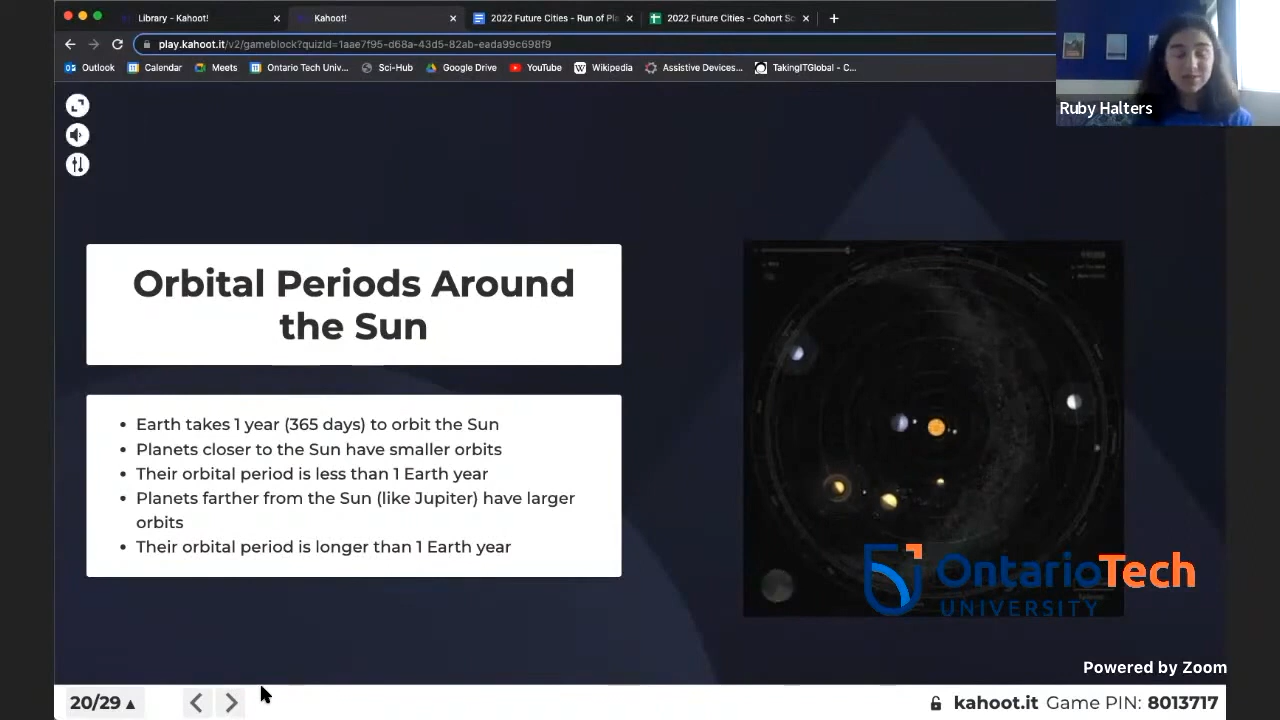 Library - Kahoot!
Kahoot!
2022 Future Cities - Run of Pla
2022 Future Cities - Cohort Sc
play.kahoot.it/v2/gameblock?quizId=1aae7f95-d68a-43d5-82ab-eada99c698f9
Outlook
Calendar
Meets
Ontario Tech Univ...
Sci-Hub
Google Drive
YouTube
Wikipedia
Assistive Devices...
TakingITGlobal - C...
Ruby Halters
Orbital Periods Around
the Sun
• Earth takes 1 year (365 days) to orbit the Sun
• Planets closer to the Sun have smaller orbits
• Their orbital period is less than 1 Earth year
• Planets farther from the Sun (like Jupiter) have larger
orbits
• Their orbital period is longer than 1 Earth year
OntarioTech
UNIVERSITY
Powered by Zoom
20/29
kahoot.it Game PIN: 8013717